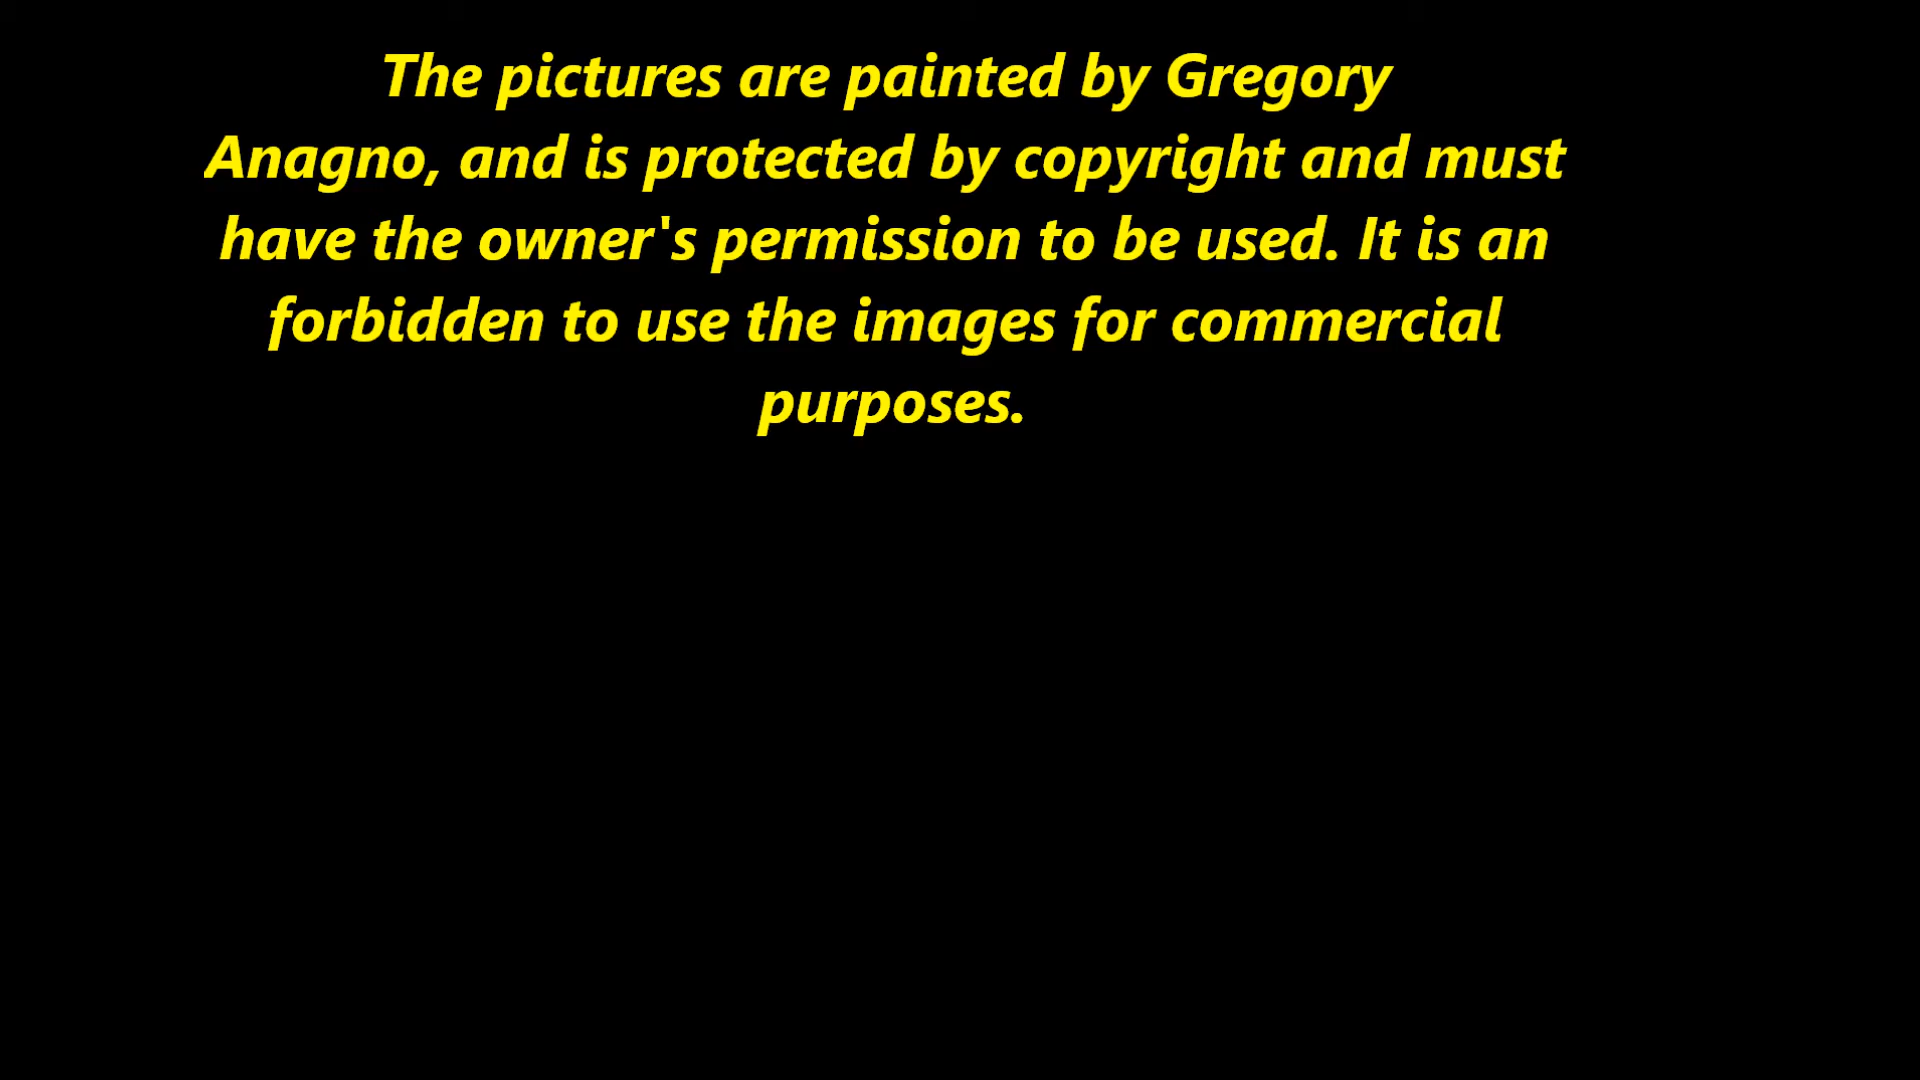 The pictures are painted by Gregory
Anagno, and is protected by copyright and must
have the owner's permission to be used. It is an
forbidden to use the images for commercial
purposes.